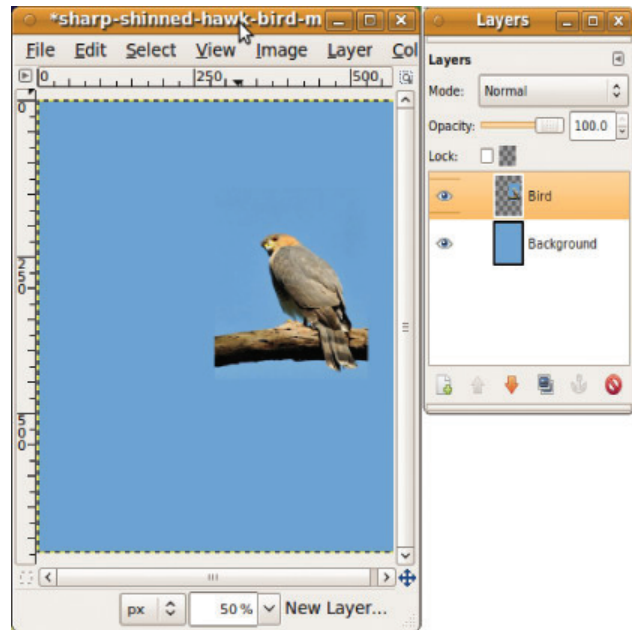 *sharp-shinned-hawk-bird-m
File Edit Select View Image Layer Col
0 250 500
0
250
500
px 50 % New Layer...
Layers
Layers
Mode: Normal
Opacity: 100.0
Lock:
Bird
Background